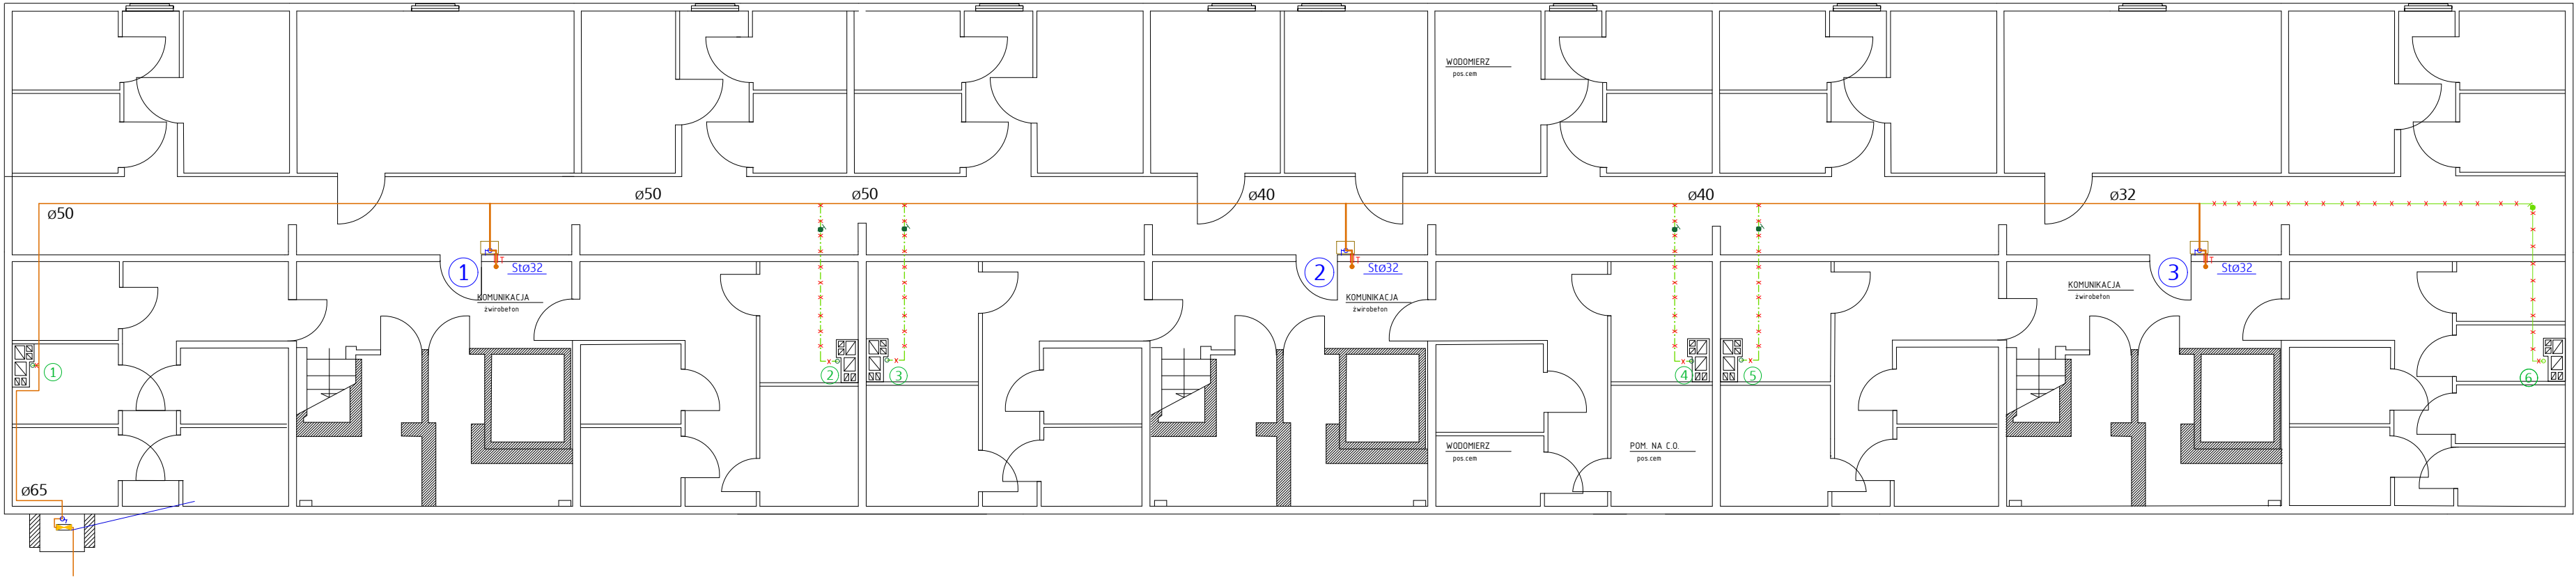 WODOMIERZ
pos.cem
ø50
ø50
ø50
ø40
ø40
ø32
1
StØ32
2
StØ32
3
StØ32
KOMUNIKACJA
żwirobeton
KOMUNIKACJA
żwirobeton
KOMUNIKACJA
żwirobeton
1
2
3
4
5
6
WODOMIERZ
pos.cem
POM. NA C.O.
pos.cem
ø65